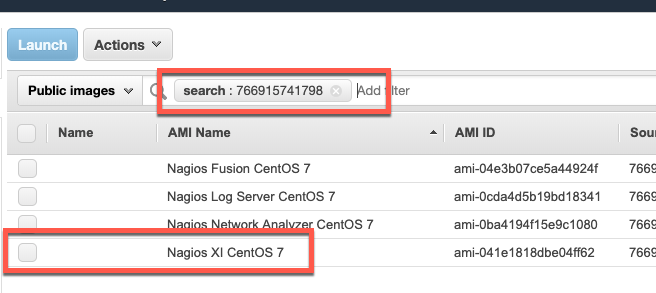 Launch Actions
Public images search : 766915741798 Add filter
Name AMI Name AMI ID
Nagios Fusion CentOS 7 ami-04e3b07ce5a44924f 7669
Nagios Log Server CentOS 7 ami-0cda4d5b19bd18341 7669
Nagios Network Analyzer CentOS 7 ami-0ba4194f15e9c1080 7669
Nagios XI CentOS 7 ami-041e1818dbe04ff62 7669